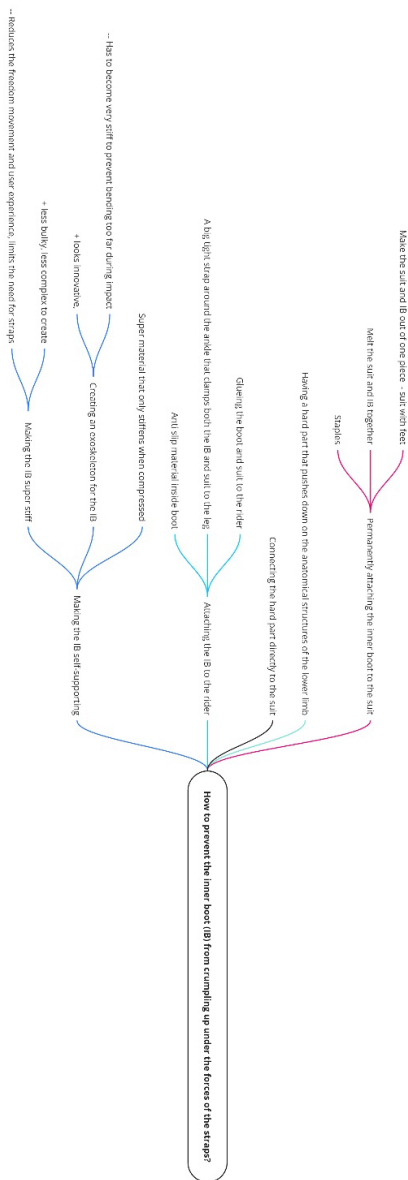 How to prevent the inner boot (IB) from crumpling up under the forces of the straps?
Permanently attaching the inner boot to the suit
Make the suit and IB out of one piece - suit with feet
Melt the suit and IB together
Staples
Having a hard part that pushes down on the anatomical structures of the lower limb
Connecting the hard part directly to the suit
Attaching the IB to the rider
Glueing the boot and suit to the rider
A big tight strap around the ankle that clamps both the IB and suit to the leg
Anti slip material inside boot
Making the IB self-supporting
Super material that only stiffens when compressed
Creating an exoskeleton for the IB
-- Has to become very stiff to prevent bending too far during impact
+ looks innovative,
Making the IB super stiff
+ less bulky, less complex to create
-- Reduces the freedom movement and user experience, limits the need for straps